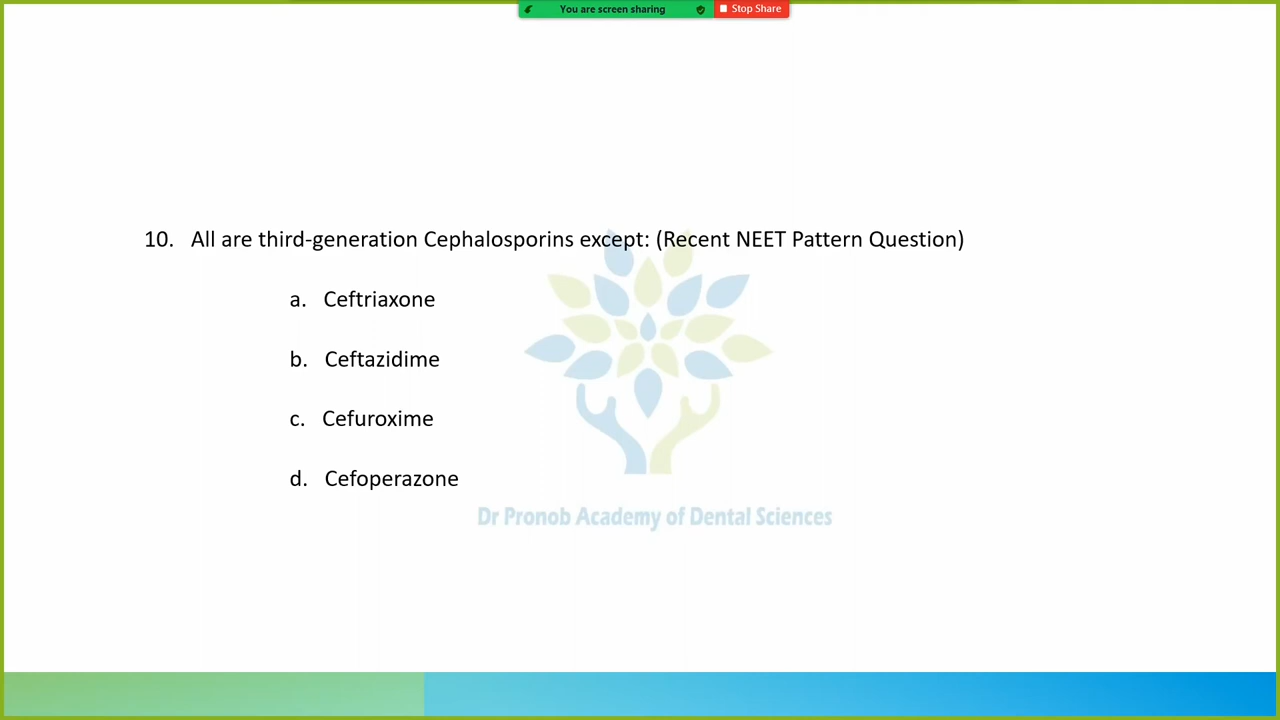 You are screen sharing
Stop Share
10. All are third-generation Cephalosporins except: (Recent NEET Pattern Question)
a. Ceftriaxone
b. Ceftazidime
c. Cefuroxime
d. Cefoperazone
Dr Pronob Academy of Dental Sciences